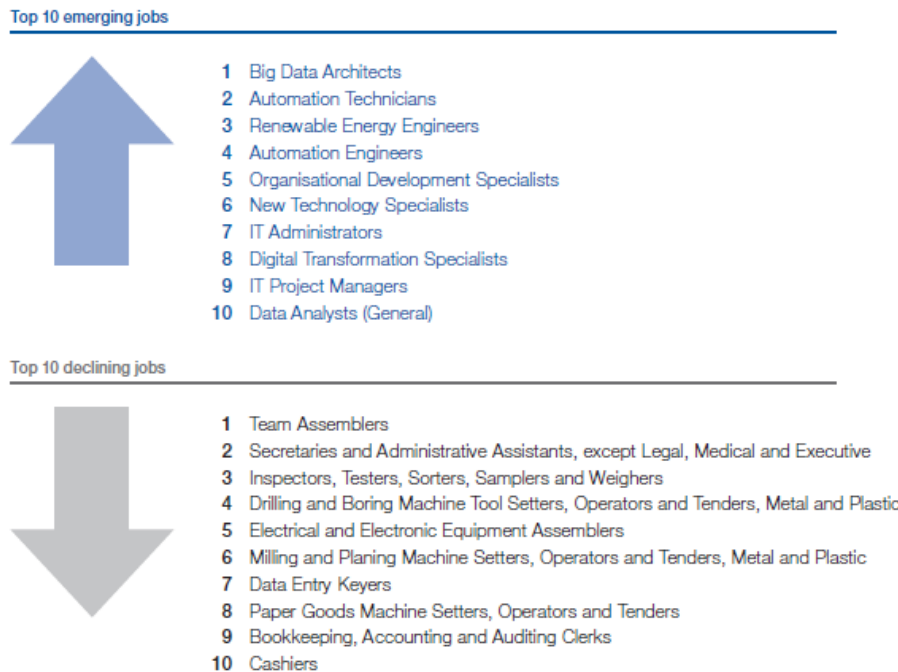 Top 10 emerging jobs
1 Big Data Architects
2 Automation Technicians
3 Renewable Energy Engineers
4 Automation Engineers
5 Organisational Development Specialists
6 New Technology Specialists
7 IT Administrators
8 Digital Transformation Specialists
9 IT Project Managers
10 Data Analysts (General)
Top 10 declining jobs
1 Team Assemblers
2 Secretaries and Administrative Assistants, except Legal, Medical and Executive
3 Inspectors, Testers, Sorters, Samplers and Weighers
4 Drilling and Boring Machine Tool Setters, Operators and Tenders, Metal and Plastic
5 Electrical and Electronic Equipment Assemblers
6 Milling and Planing Machine Setters, Operators and Tenders, Metal and Plastic
7 Data Entry Keyers
8 Paper Goods Machine Setters, Operators and Tenders
9 Bookkeeping, Accounting and Auditing Clerks
10 Cashiers